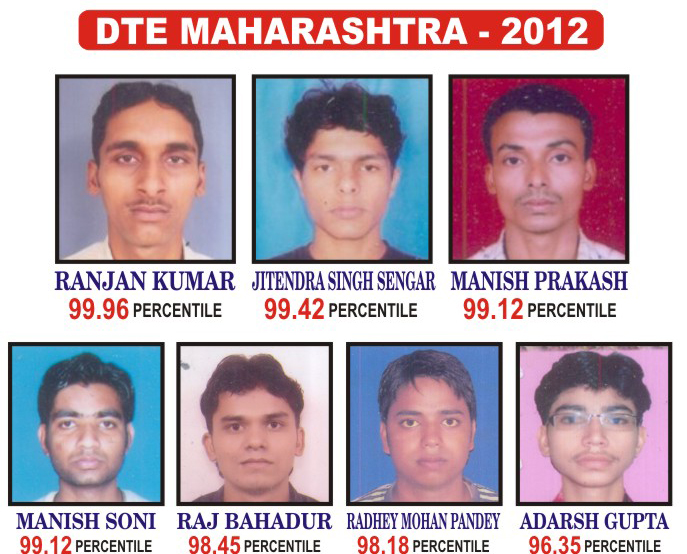 DTE MAHARASHTRA - 2012
RANJAN KUMAR
99.96 PERCENTILE
JITENDRA SINGH SENGAR
99.42 PERCENTILE
MANISH PRAKASH
99.12 PERCENTILE
MANISH SONI
99.12 PERCENTILE
RAJ BAHADUR
98.45 PERCENTILE
RADHEY MOHAN PANDEY
98.18 PERCENTILE
ADARSH GUPTA
96.35 PERCENTILE